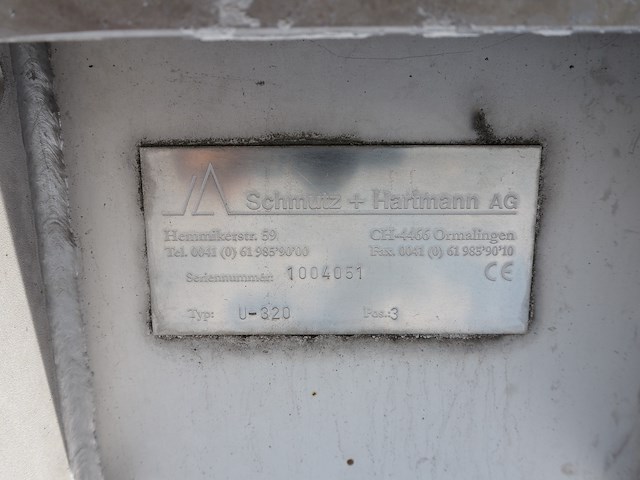 Schmutz + Hartmann AG
Hemmikerstr. 59 CH-4466 Ormalingen
Tel. 0041 (0) 61 985'90'00 Fax. 0041 (0) 61 985'90'10
Seriennummer: 1004051 CE
Typ: U-320 Pos.: 3